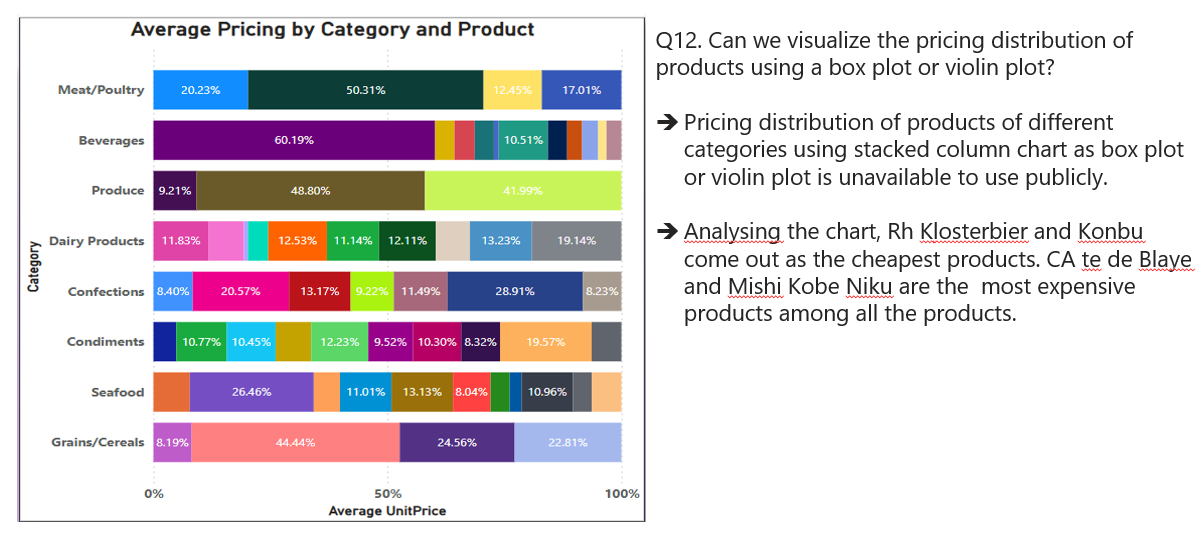 Average Pricing by Category and Product
Category
Meat/Poultry 20.23% 50.31% 12.45% 17.01%
Beverages 60.19% 10.51%
Produce 9.21% 48.80% 41.99%
Dairy Products 11.83% 12.53% 11.14% 12.11% 13.23% 19.14%
Confections 8.40% 20.57% 13.17% 9.22% 11.49% 28.91% 8.23%
Condiments 10.77% 10.45% 12.23% 9.52% 10.30% 8.32% 19.57%
Seafood 26.46% 11.01% 13.13% 8.04% 10.96%
Grains/Cereals 8.19% 44.44% 24.56% 22.81%
0% 50% 100%
Average UnitPrice
Q12. Can we visualize the pricing distribution of
products using a box plot or violin plot?
➔ Pricing distribution of products of different
categories using stacked column chart as box plot
or violin plot is unavailable to use publicly.
➔ Analysing the chart, Rh Klosterbier and Konbu
come out as the cheapest products. CA te de Blaye
and Mishi Kobe Niku are the most expensive
products among all the products.